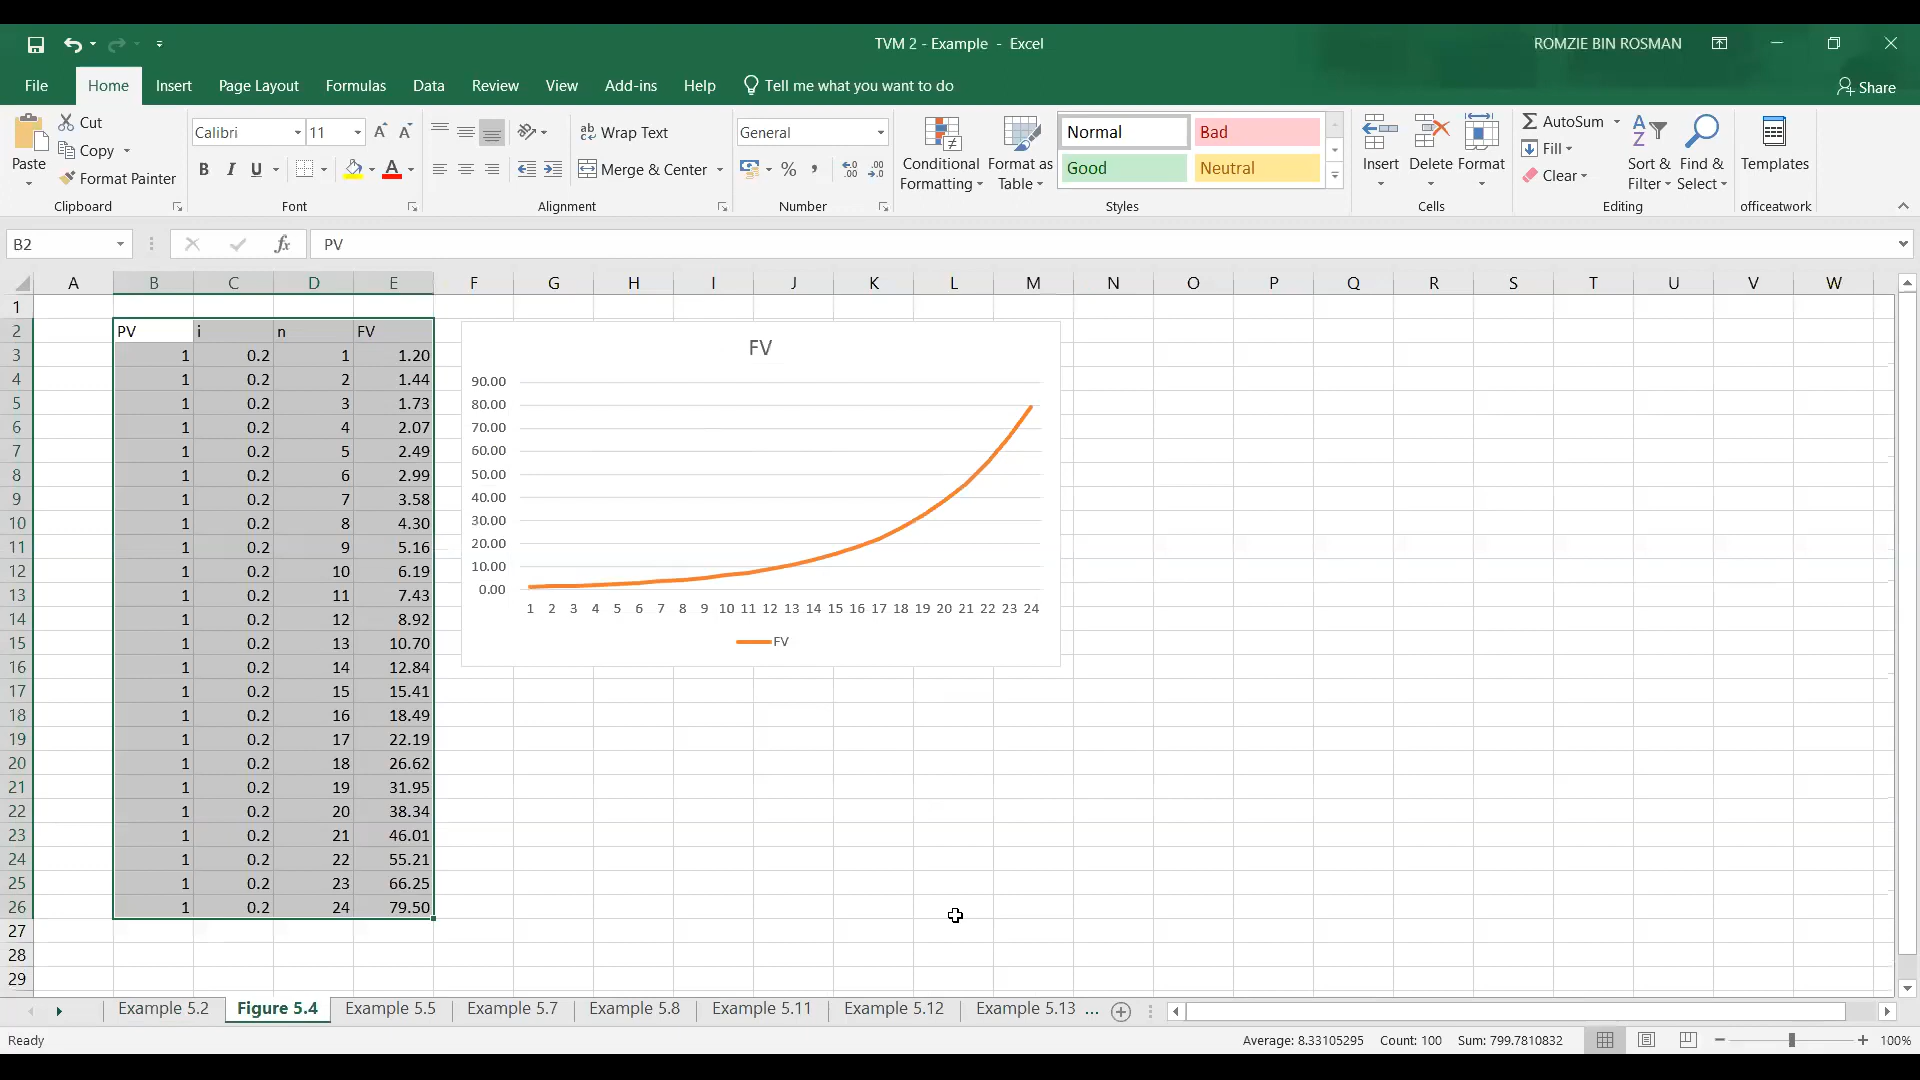 TVM 2 - Example - Excel
ROMZIE BIN ROSMAN
File Home Insert Page Layout Formulas Data Review View Add-ins Help Tell me what you want to do
Share
Paste
Cut
Copy
Format Painter
Clipboard
Calibri 11
B I U
Font
Wrap Text
Merge & Center
Alignment
General
%
Number
Conditional Formatting
Format as Table
Normal Bad
Good Neutral
Styles
Insert Delete Format
Cells
AutoSum
Fill
Clear
Sort & Filter
Find & Select
Editing
Templates
officeatwork
B2 fx PV
A B C D E F G H I J K L M N O P Q R S T U V W
1
2 PV i n FV
3 1 0.2 1 1.20
4 1 0.2 2 1.44
5 1 0.2 3 1.73
6 1 0.2 4 2.07
7 1 0.2 5 2.49
8 1 0.2 6 2.99
9 1 0.2 7 3.58
10 1 0.2 8 4.30
11 1 0.2 9 5.16
12 1 0.2 10 6.19
13 1 0.2 11 7.43
14 1 0.2 12 8.92
15 1 0.2 13 10.70
16 1 0.2 14 12.84
17 1 0.2 15 15.41
18 1 0.2 16 18.49
19 1 0.2 17 22.19
20 1 0.2 18 26.62
21 1 0.2 19 31.95
22 1 0.2 20 38.34
23 1 0.2 21 46.01
24 1 0.2 22 55.21
25 1 0.2 23 66.25
26 1 0.2 24 79.50
27
28
29
FV
90.00
80.00
70.00
60.00
50.00
40.00
30.00
20.00
10.00
0.00
1 2 3 4 5 6 7 8 9 10 11 12 13 14 15 16 17 18 19 20 21 22 23 24
FV
Example 5.2 Figure 5.4 Example 5.5 Example 5.7 Example 5.8 Example 5.11 Example 5.12 Example 5.13 ...
Ready
Average: 8.33105295 Count: 100 Sum: 799.7810832
100%